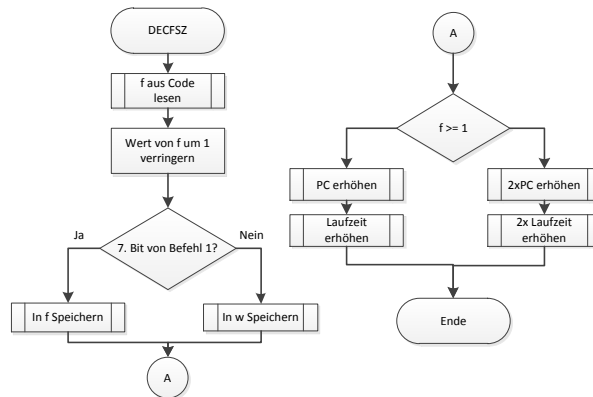 DECFSZ
f aus Code
lesen
Wert von f um 1
verringern
Ja
7. Bit von Befehl 1?
Nein
In f Speichern
In w Speichern
A
A
f >= 1
PC erhöhen
2xPC erhöhen
Laufzeit
erhöhen
2x Laufzeit
erhöhen
Ende